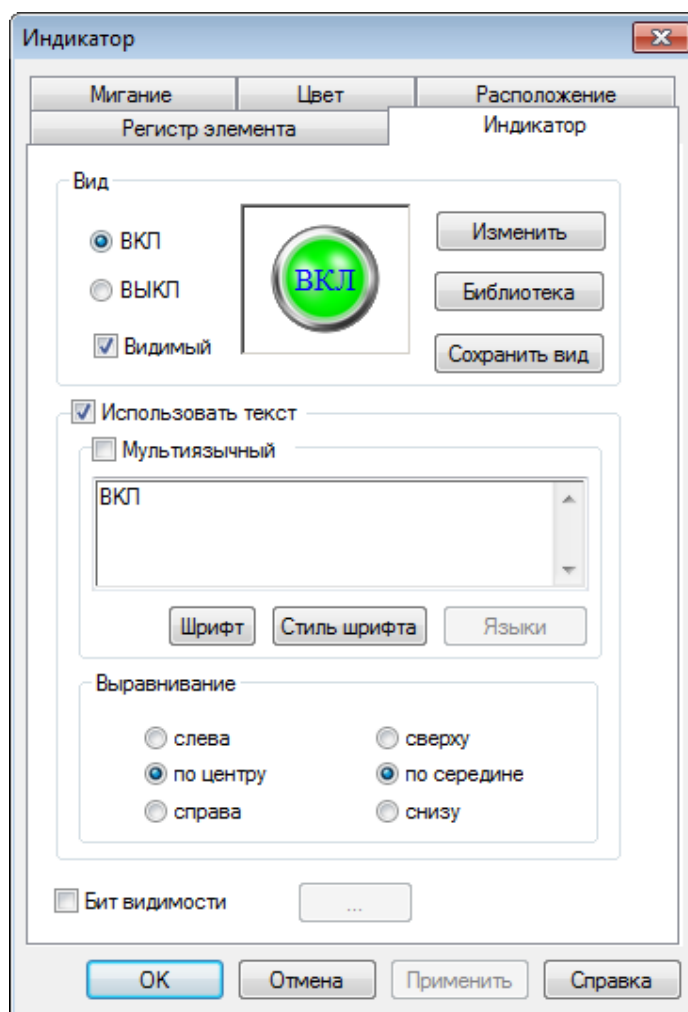 Индикатор
Мигание Цвет Расположение
Регистр элемента Индикатор
Вид
ВКЛ
ВЫКЛ
Видимый
ВКЛ
Изменить
Библиотека
Сохранить вид
Использовать текст
Мультиязычный
ВКЛ
Шрифт Стиль шрифта Языки
Выравнивание
слева сверху
по центру по середине
справа снизу
Бит видимости ...
OK Отмена Применить Справка